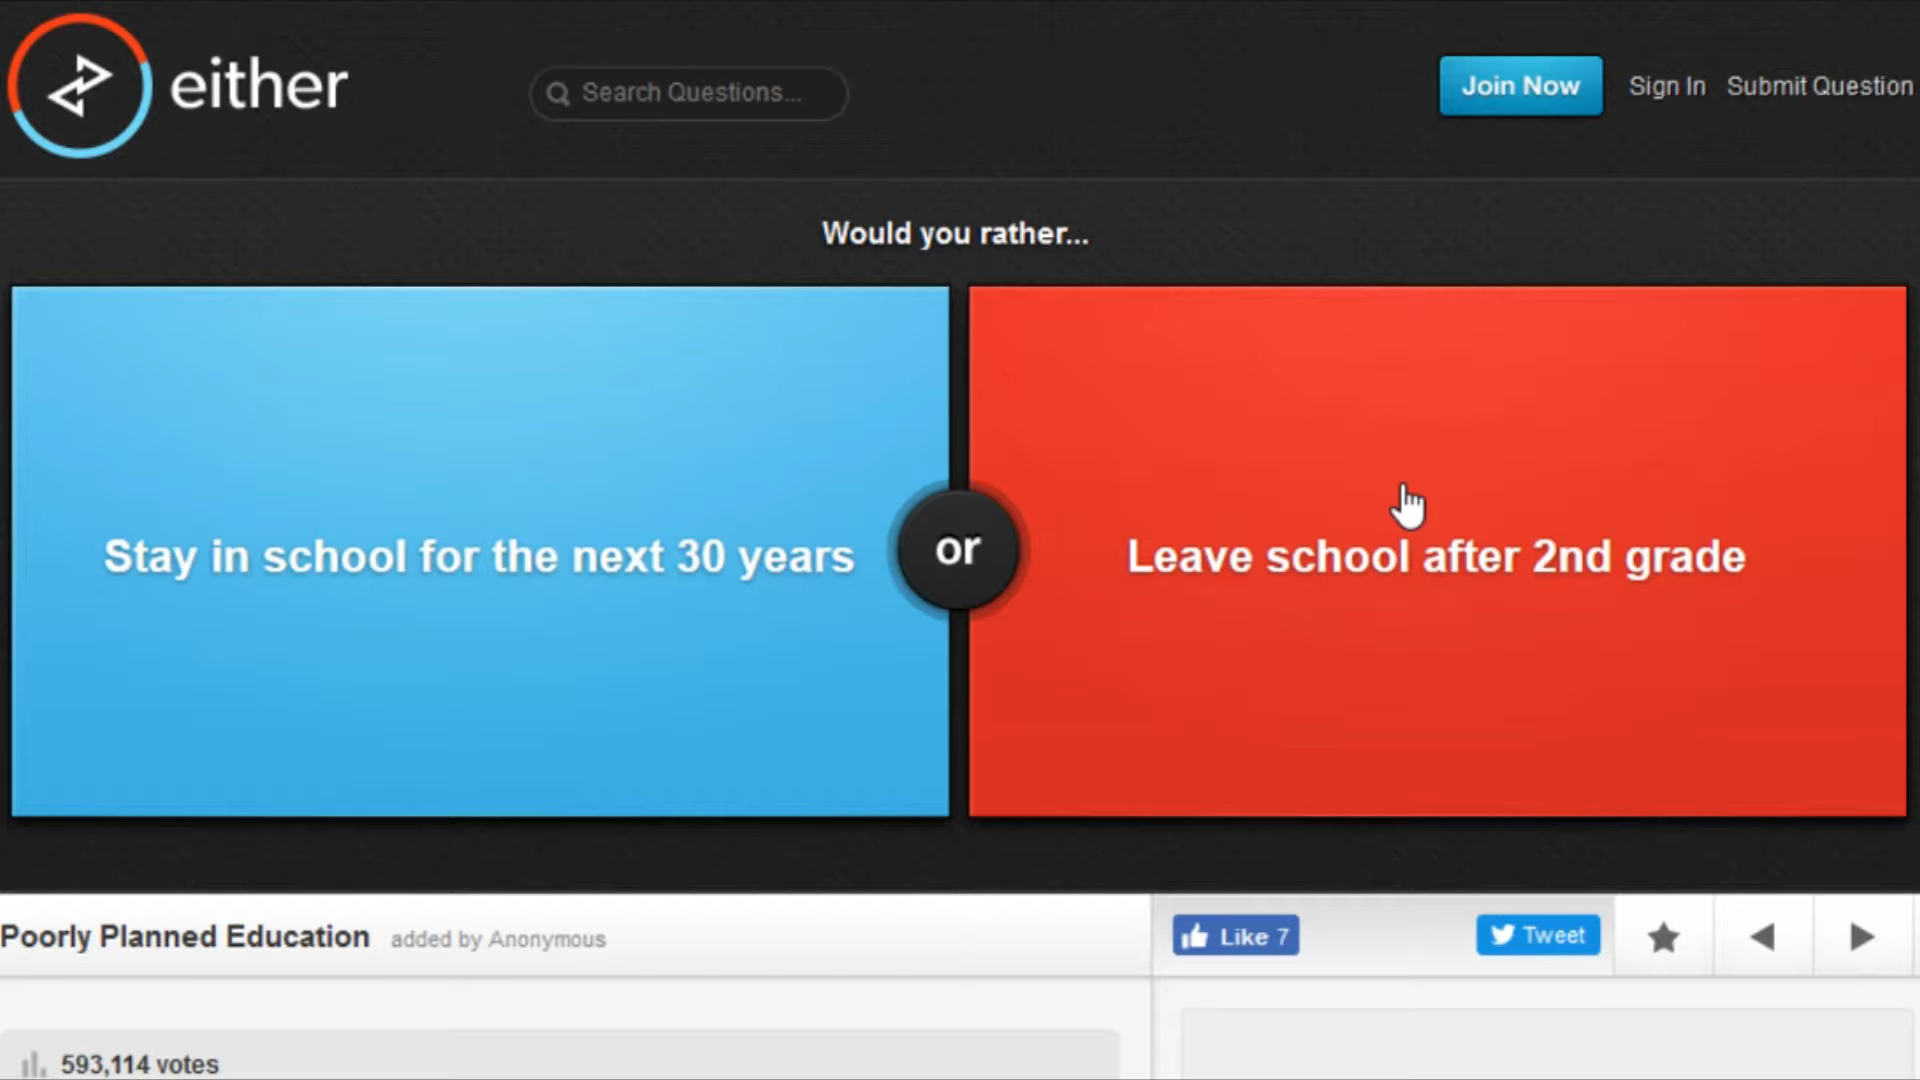 either
Search Questions...
Join Now
Sign In
Submit Question
Would you rather...
Stay in school for the next 30 years
or
Leave school after 2nd grade
Poorly Planned Education
added by Anonymous
Like 7
Tweet
593,114 votes